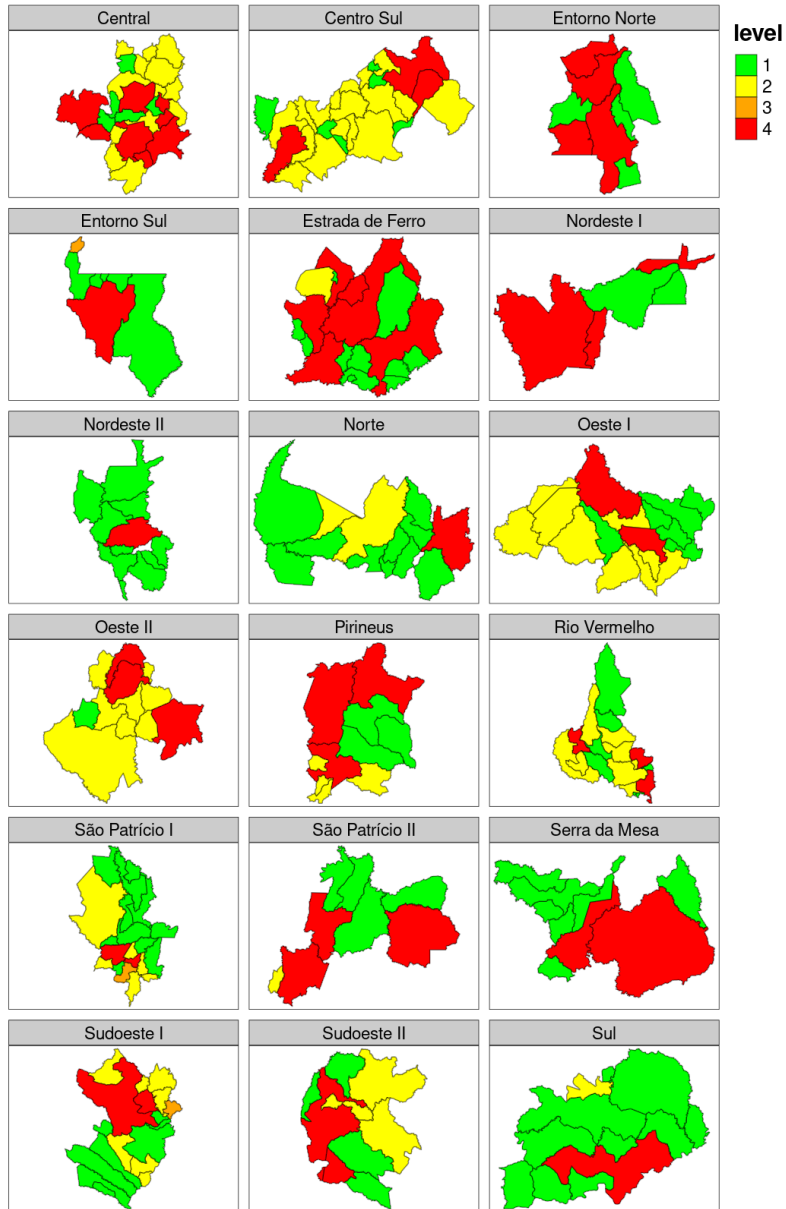 Central
Centro Sul
Entorno Norte
level
1
2
3
4
Entorno Sul
Estrada de Ferro
Nordeste I
Nordeste II
Norte
Oeste I
Oeste II
Pirineus
Rio Vermelho
São Patrício I
São Patrício II
Serra da Mesa
Sudoeste I
Sudoeste II
Sul